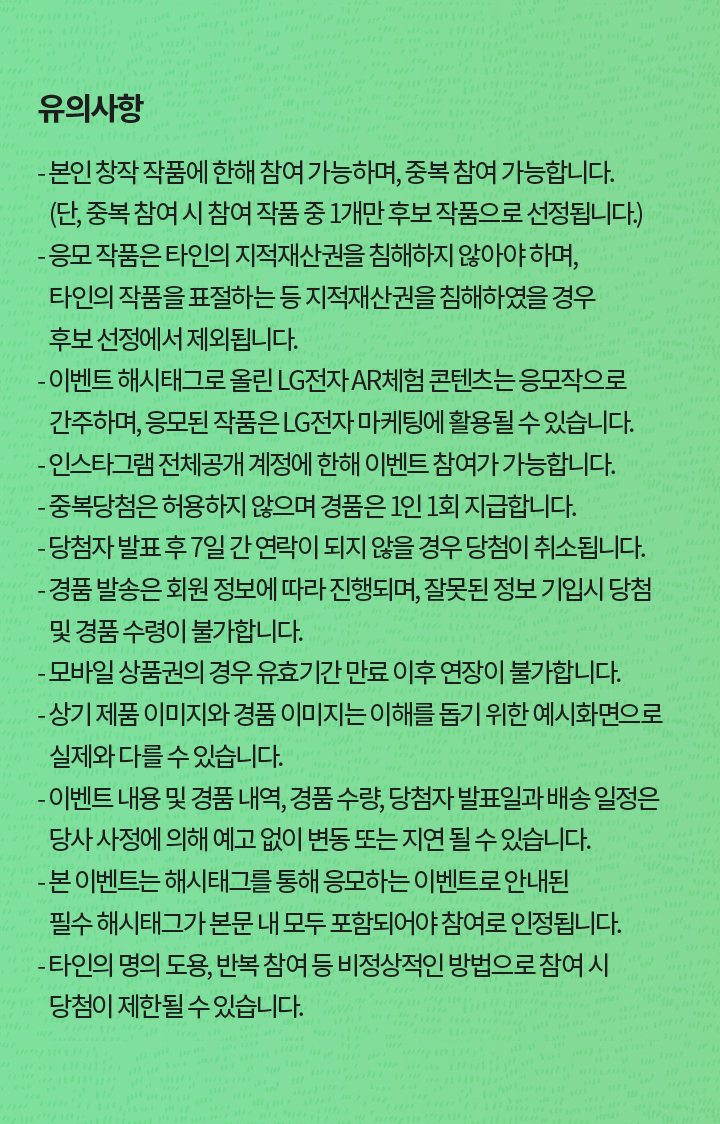 유의사항
- 본인 창작 작품에 한해 참여 가능하며, 중복 참여 가능합니다.
(단, 중복 참여 시 참여 작품 중 1개만 후보 작품으로 선정됩니다.)
- 응모 작품은 타인의 지적재산권을 침해하지 않아야 하며,
타인의 작품을 표절하는 등 지적재산권을 침해하였을 경우
후보 선정에서 제외됩니다.
- 이벤트 해시태그로 올린 LG전자 AR체험 콘텐츠는 응모작으로
간주하며, 응모된 작품은 LG전자 마케팅에 활용될 수 있습니다.
- 인스타그램 전체공개 계정에 한해 이벤트 참여가 가능합니다.
- 중복당첨은 허용하지 않으며 경품은 1인 1회 지급합니다.
- 당첨자 발표 후 7일 간 연락이 되지 않을 경우 당첨이 취소됩니다.
- 경품 발송은 회원 정보에 따라 진행되며, 잘못된 정보 기입시 당첨
및 경품 수령이 불가합니다.
- 모바일 상품권의 경우 유효기간 만료 이후 연장이 불가합니다.
- 상기 제품 이미지와 경품 이미지는 이해를 돕기 위한 예시화면으로
실제와 다를 수 있습니다.
- 이벤트 내용 및 경품 내역, 경품 수량, 당첨자 발표일과 배송 일정은
당사 사정에 의해 예고 없이 변동 또는 지연 될 수 있습니다.
- 본 이벤트는 해시태그를 통해 응모하는 이벤트로 안내된
필수 해시태그가 본문 내 모두 포함되어야 참여로 인정됩니다.
- 타인의 명의 도용, 반복 참여 등 비정상적인 방법으로 참여 시
당첨이 제한될 수 있습니다.